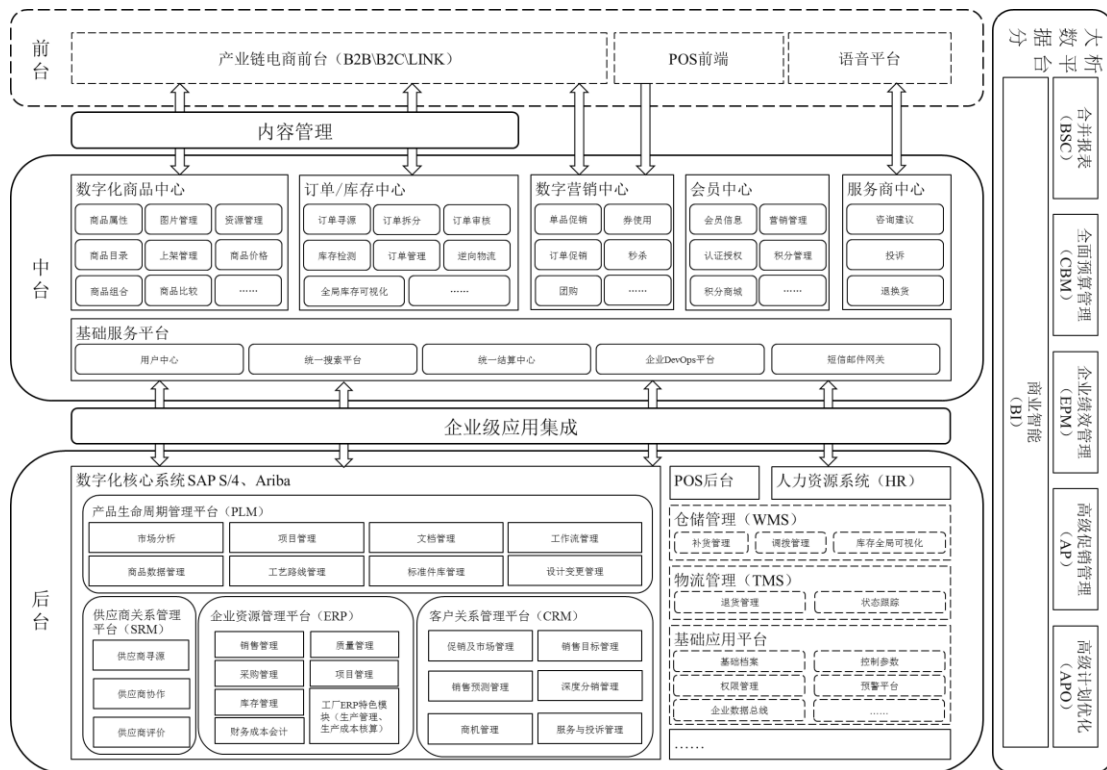 前台
产业链电商前台（B2B\B2C\LINK）
POS前端
语音平台
内容管理
中台
数字化商品中心
商品属性
图片管理
资源管理
商品目录
上架管理
商品价格
商品组合
商品比较
……
订单/库存中心
订单寻源
订单拆分
订单审核
库存检测
订单管理
逆向物流
全局库存可视化
……
数字营销中心
单品促销
券使用
订单促销
秒杀
团购
……
会员中心
会员信息
营销管理
认证授权
积分管理
积分商城
……
服务商中心
咨询建议
投诉
退换货
基础服务平台
用户中心
统一搜索平台
统一结算中心
企业DevOps平台
短信邮件网关
企业级应用集成
后台
数字化核心系统SAP S/4、Ariba
产品生命周期管理平台（PLM）
市场分析
项目管理
文档管理
工作流管理
商品数据管理
工艺路线管理
标准件库管理
设计变更管理
供应商关系管理
平台（SRM）
供应商寻源
供应商协作
供应商评价
企业资源管理平台（ERP）
销售管理
质量管理
采购管理
项目管理
库存管理
财务成本会计
工厂ERP特色模
块（生产管理、
生产成本核算）
客户关系管理平台（CRM）
促销及市场管理
销售目标管理
销售预测管理
深度分销管理
商机管理
服务与投诉管理
POS后台
人力资源系统（HR）
仓储管理（WMS）
补货管理
调拨管理
库存全局可视化
物流管理（TMS）
退货管理
状态跟踪
基础应用平台
基础档案
控制参数
权限管理
预警平台
企业数据总线
……
……
大数据分
析平台
商业智能
（BI）
合并报表
（BSC）
全面预算管理
（CBM）
企业绩效管理
（EPM）
高级促销管理
（AP）
高级计划优化
（APO）